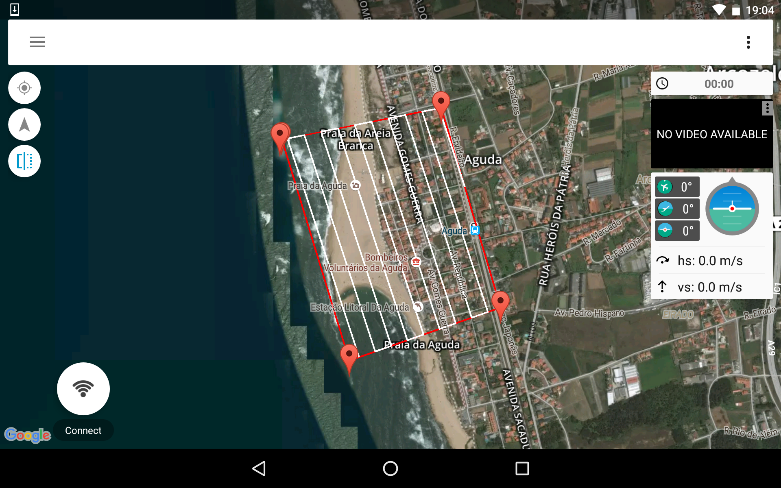 19:04
00:00
NO VIDEO AVAILABLE
Praia da Areia
Branca
Aguda
Praia da Aguda
AVENIDA GOMES GUERRA
RUA HERÓIS DA PÁTRIA
Aguda
0°
0°
0°
Bombeiros
Voluntários da Aguda
hs: 0.0 m/s
vs: 0.0 m/s
Estação Litoral Da Aguda
Av. Pedro Hispano
Praia da Aguda
AVENIDA SACADU
A29
Connect
Google